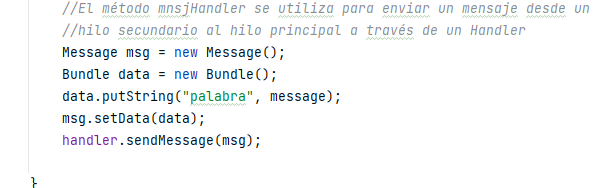 //El método mnsjHandler se utiliza para enviar un mensaje desde un
//hilo secundario al hilo principal a través de un Handler
Message msg = new Message();
Bundle data = new Bundle();
data.putString("palabra", message);
msg.setData(data);
handler.sendMessage(msg);
}